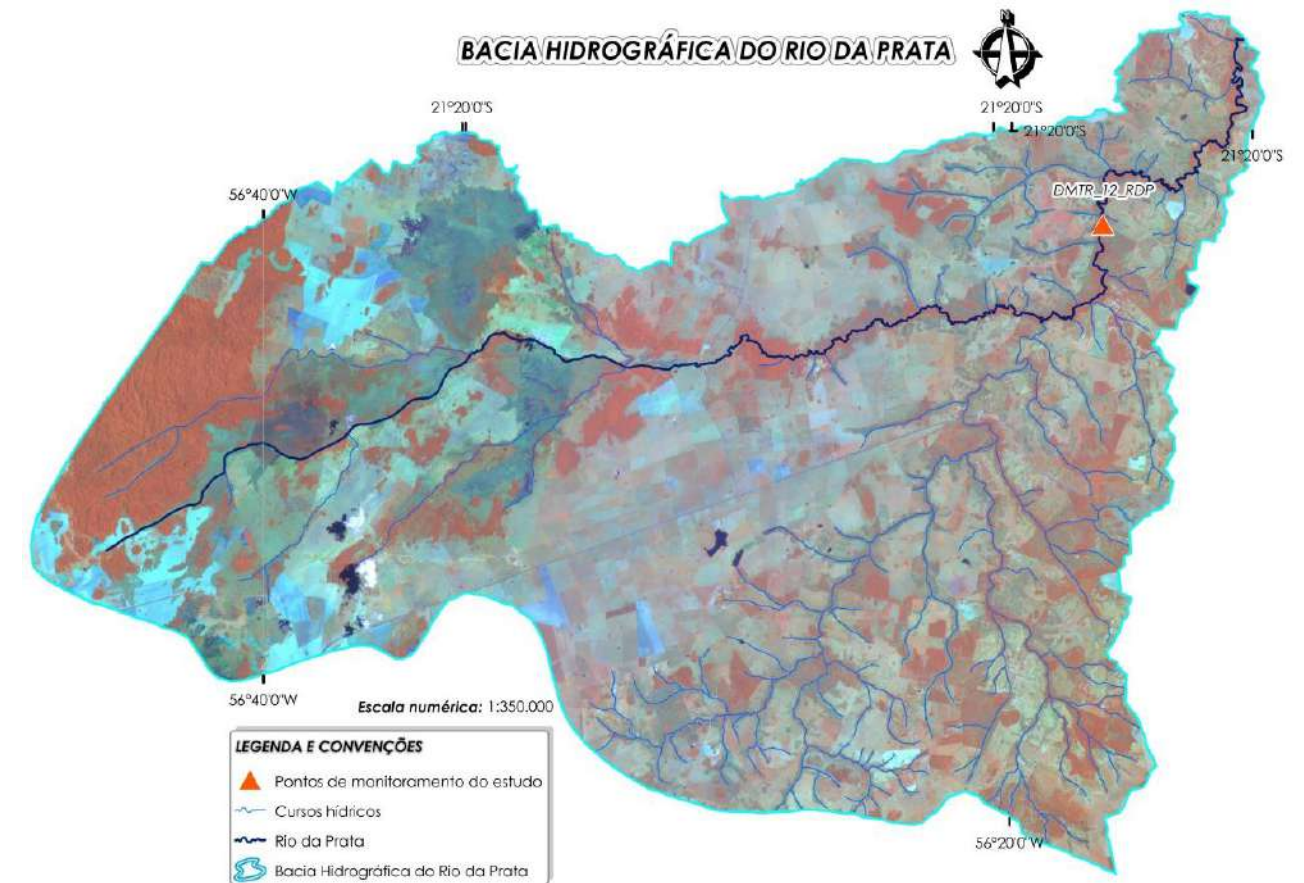 BACIA HIDROGRÁFICA DO RIO DA PRATA
N
21°20'0"S
21°20'0"S
21°20'0"S
21°20'0"S
56°40'0"W
DMTR_12_RDP
56°40'0"W
Escala numérica: 1:350.000
56°20'0"W
LEGENDA E CONVENÇÕES
Pontos de monitoramento do estudo
Cursos hídricos
Rio da Prata
Bacia Hidrográfica do Rio da Prata